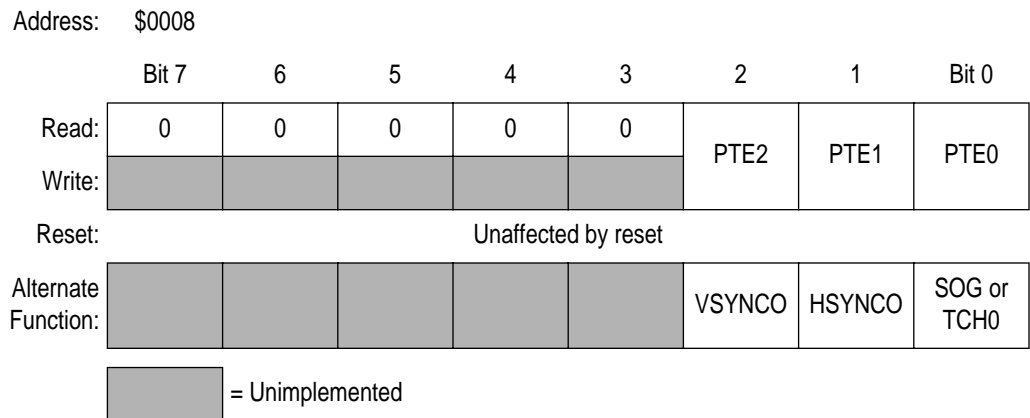 Address: $0008
Bit 7 6 5 4 3 2 1 Bit 0
Read: 0 0 0 0 0 PTE2 PTE1 PTE0
Write:
Reset: Unaffected by reset
Alternate Function: VSYNCO HSYNCO SOG or TCH0
= Unimplemented